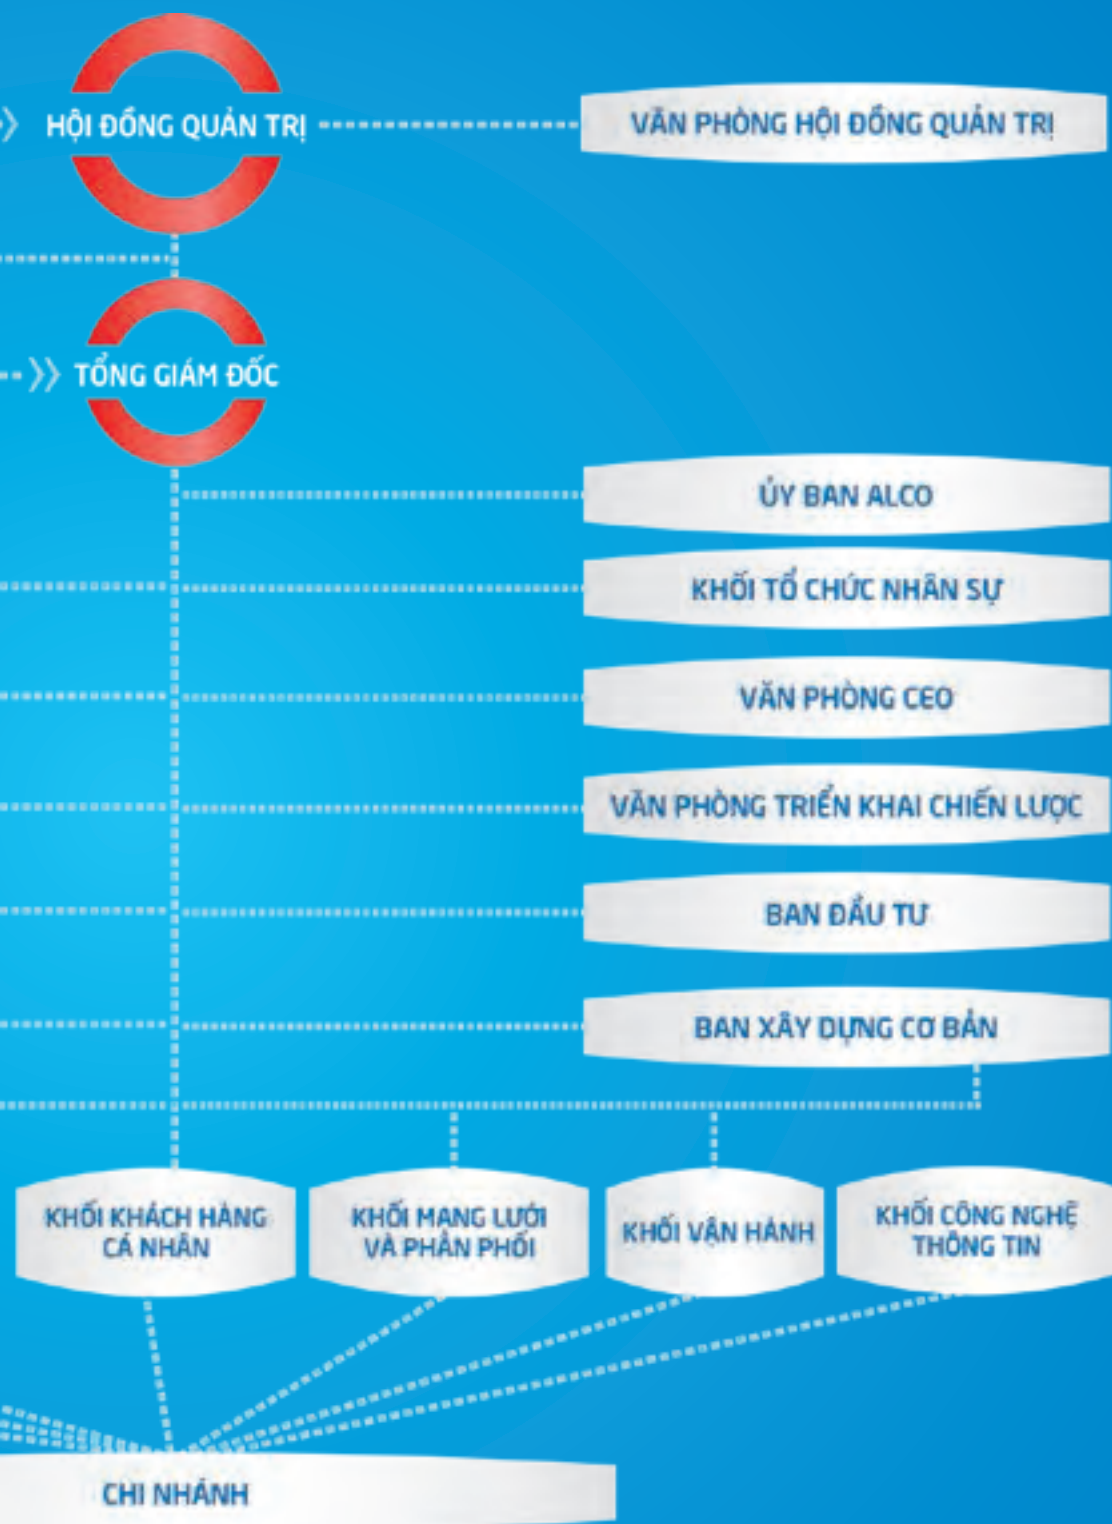 HỘI ĐỒNG QUẢN TRỊ
VĂN PHÒNG HỘI ĐỒNG QUẢN TRỊ
TỔNG GIÁM ĐỐC
ỦY BAN ALCO
KHỐI TỔ CHỨC NHÂN SỰ
VĂN PHÒNG CEO
VĂN PHÒNG TRIỂN KHAI CHIẾN LƯỢC
BAN ĐẦU TƯ
BAN XÂY DỰNG CƠ BẢN
KHỐI KHÁCH HÀNG
CÁ NHÂN
KHỐI MẠNG LƯỚI
VÀ PHÂN PHỐI
KHỐI VẬN HÀNH
KHỐI CÔNG NGHỆ
THÔNG TIN
CHI NHÁNH